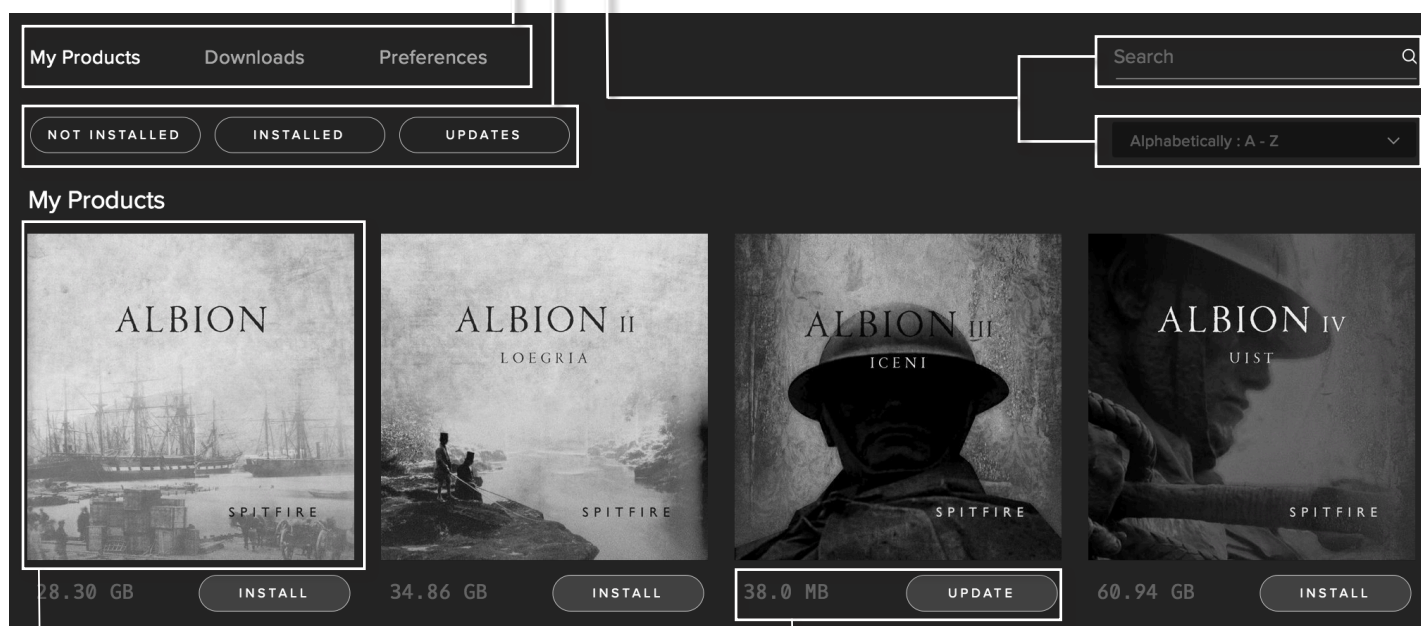 My Products Downloads Preferences Search
NOT INSTALLED INSTALLED UPDATES Alphabetically : A - Z
My Products
ALBION ALBION II ALBION III ALBION IV
LOEGRIA ICENI UIST
SPITFIRE SPITFIRE SPITFIRE SPITFIRE
28.30 GB INSTALL 34.86 GB INSTALL 38.0 MB UPDATE 60.94 GB INSTALL